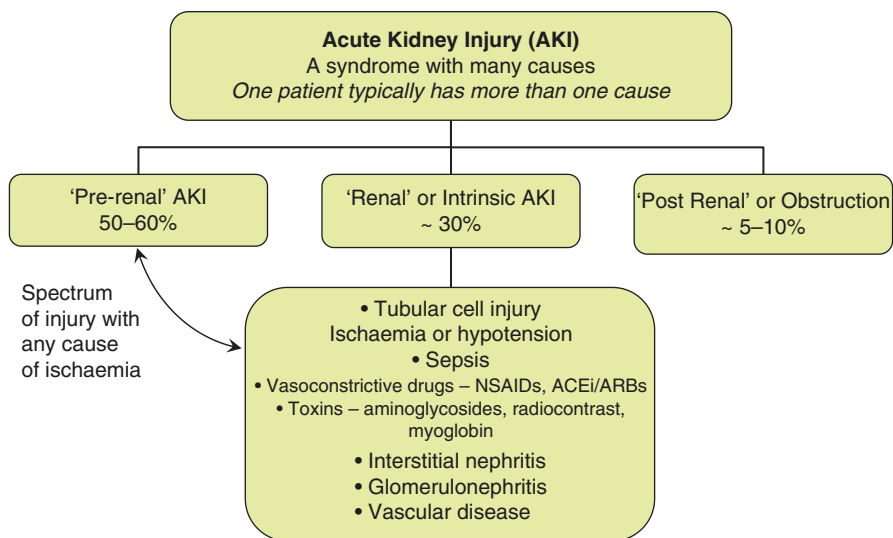 Acute Kidney Injury (AKI)
A syndrome with many causes
One patient typically has more than one cause
'Pre-renal' AKI
50–60%
'Renal' or Intrinsic AKI
~ 30%
'Post Renal' or Obstruction
~ 5–10%
Spectrum
of injury with
any cause
of ischaemia
• Tubular cell injury
Ischaemia or hypotension
• Sepsis
• Vasoconstrictive drugs – NSAIDs, ACEi/ARBs
• Toxins – aminoglycosides, radiocontrast,
myoglobin
• Interstitial nephritis
• Glomerulonephritis
• Vascular disease